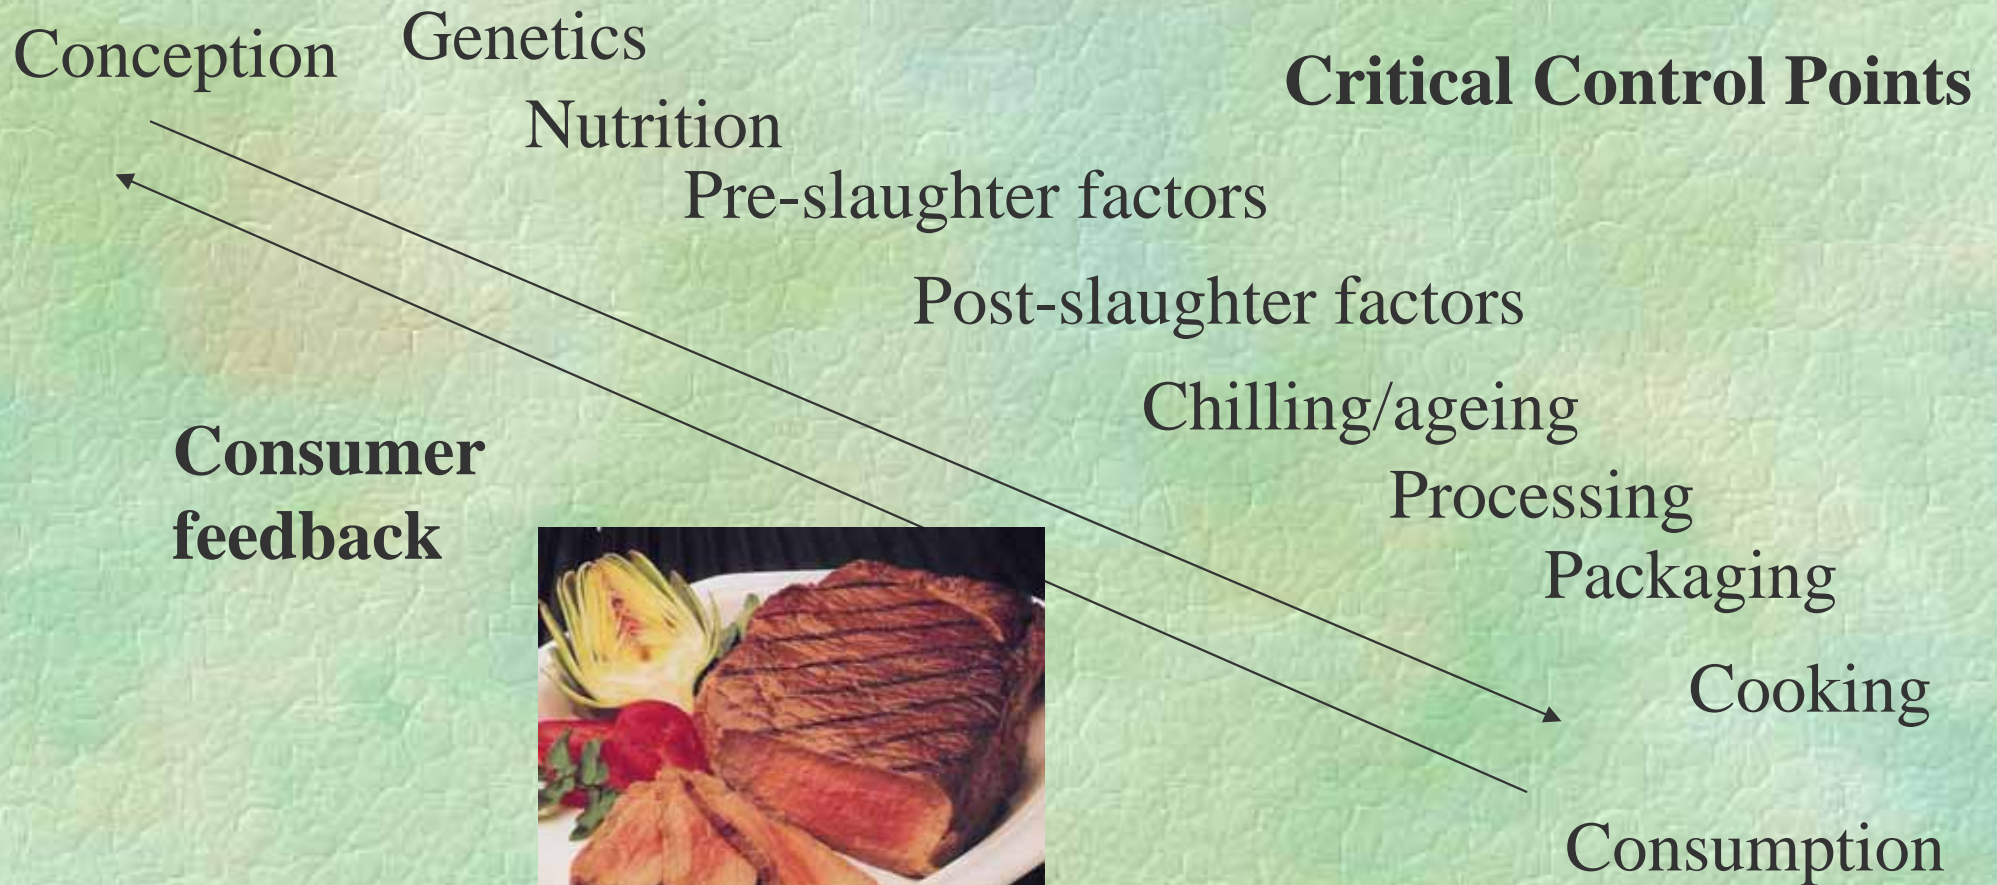 Conception
Genetics
Critical Control Points
Nutrition
Pre-slaughter factors
Post-slaughter factors
Chilling/ageing
Consumer
feedback
Processing
Packaging
Cooking
Consumption